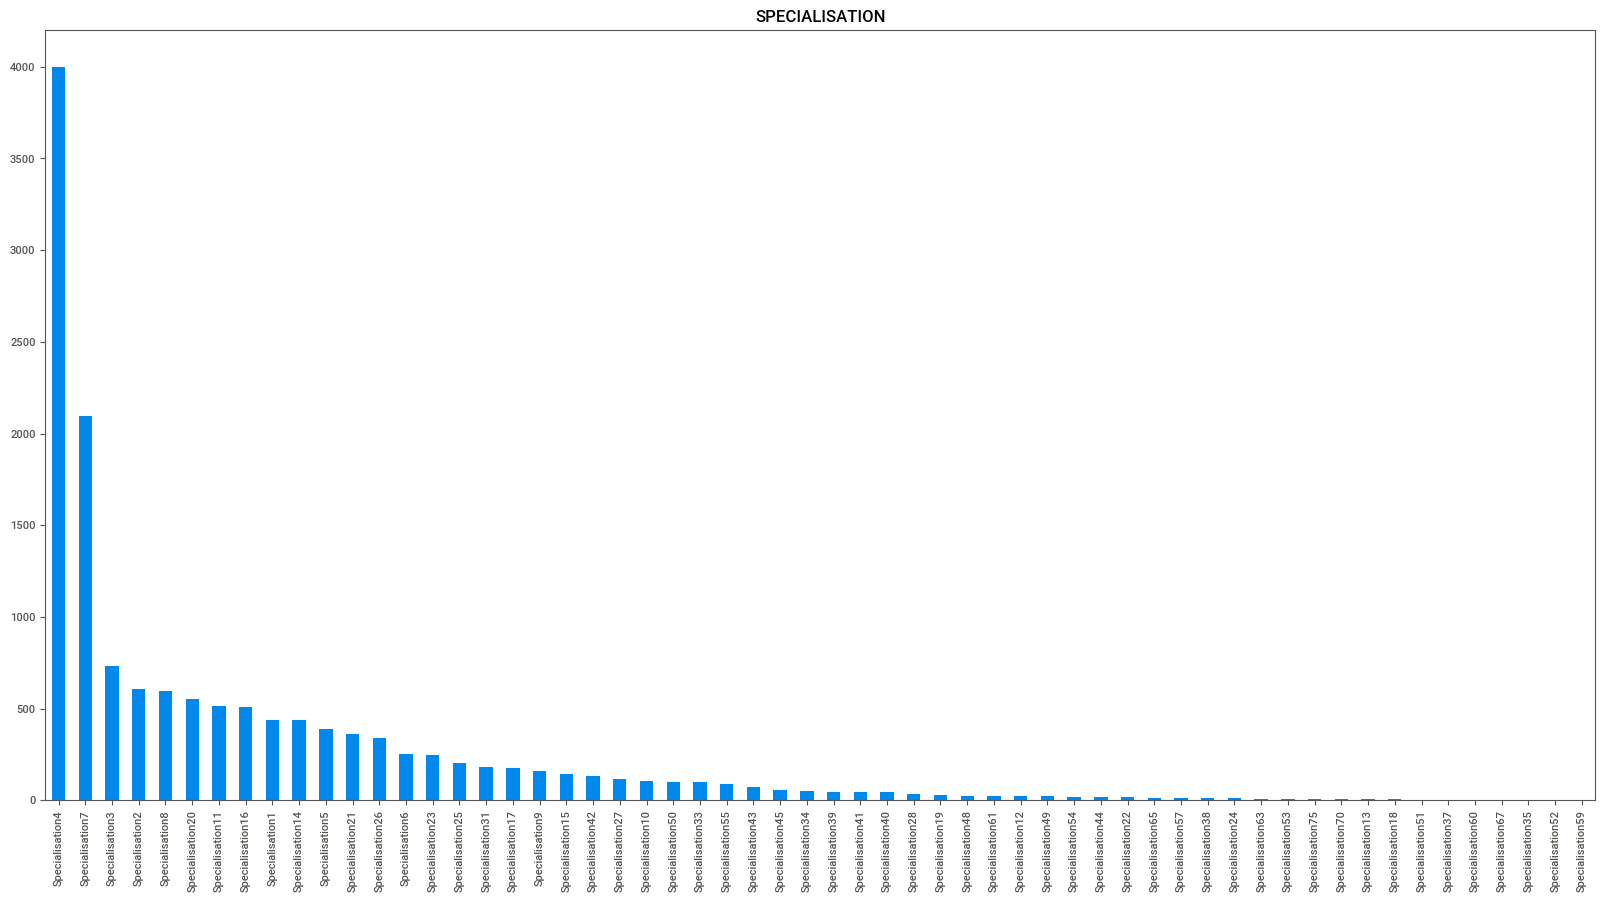 SPECIALISATION
4000
3500
3000
2500
2000
1500
1000
500
0
Specialisation4
Specialisation7
Specialisation3
Specialisation2
Specialisation8
Specialisation20
Specialisation11
Specialisation16
Specialisation1
Specialisation14
Specialisation5
Specialisation21
Specialisation26
Specialisation6
Specialisation23
Specialisation25
Specialisation31
Specialisation17
Specialisation9
Specialisation15
Specialisation42
Specialisation27
Specialisation10
Specialisation50
Specialisation33
Specialisation55
Specialisation43
Specialisation45
Specialisation34
Specialisation39
Specialisation41
Specialisation40
Specialisation28
Specialisation19
Specialisation48
Specialisation61
Specialisation12
Specialisation49
Specialisation54
Specialisation44
Specialisation22
Specialisation65
Specialisation57
Specialisation38
Specialisation24
Specialisation63
Specialisation53
Specialisation75
Specialisation70
Specialisation13
Specialisation18
Specialisation51
Specialisation37
Specialisation60
Specialisation67
Specialisation35
Specialisation52
Specialisation59